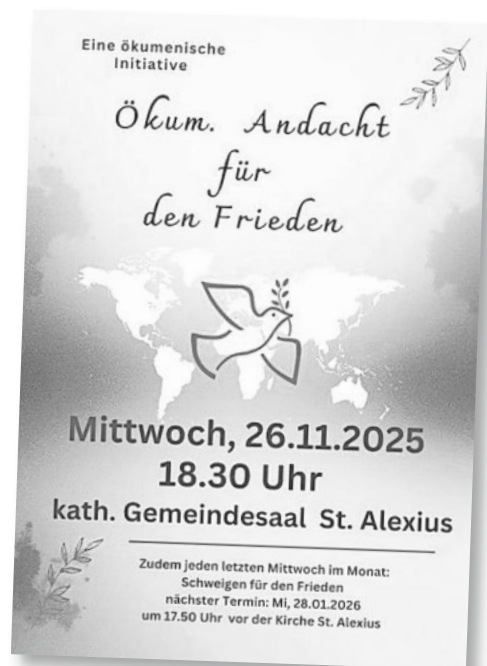 Eine ökumenische
Initiative
Ökum. Andacht
für
den Frieden
Mittwoch, 26.11.2025
18.30 Uhr
kath. Gemeindesaal St. Alexius
Zudem jeden letzten Mittwoch im Monat:
Schweigen für den Frieden
nächster Termin: Mi, 28.01.2026
um 17.50 Uhr vor der Kirche St. Alexius